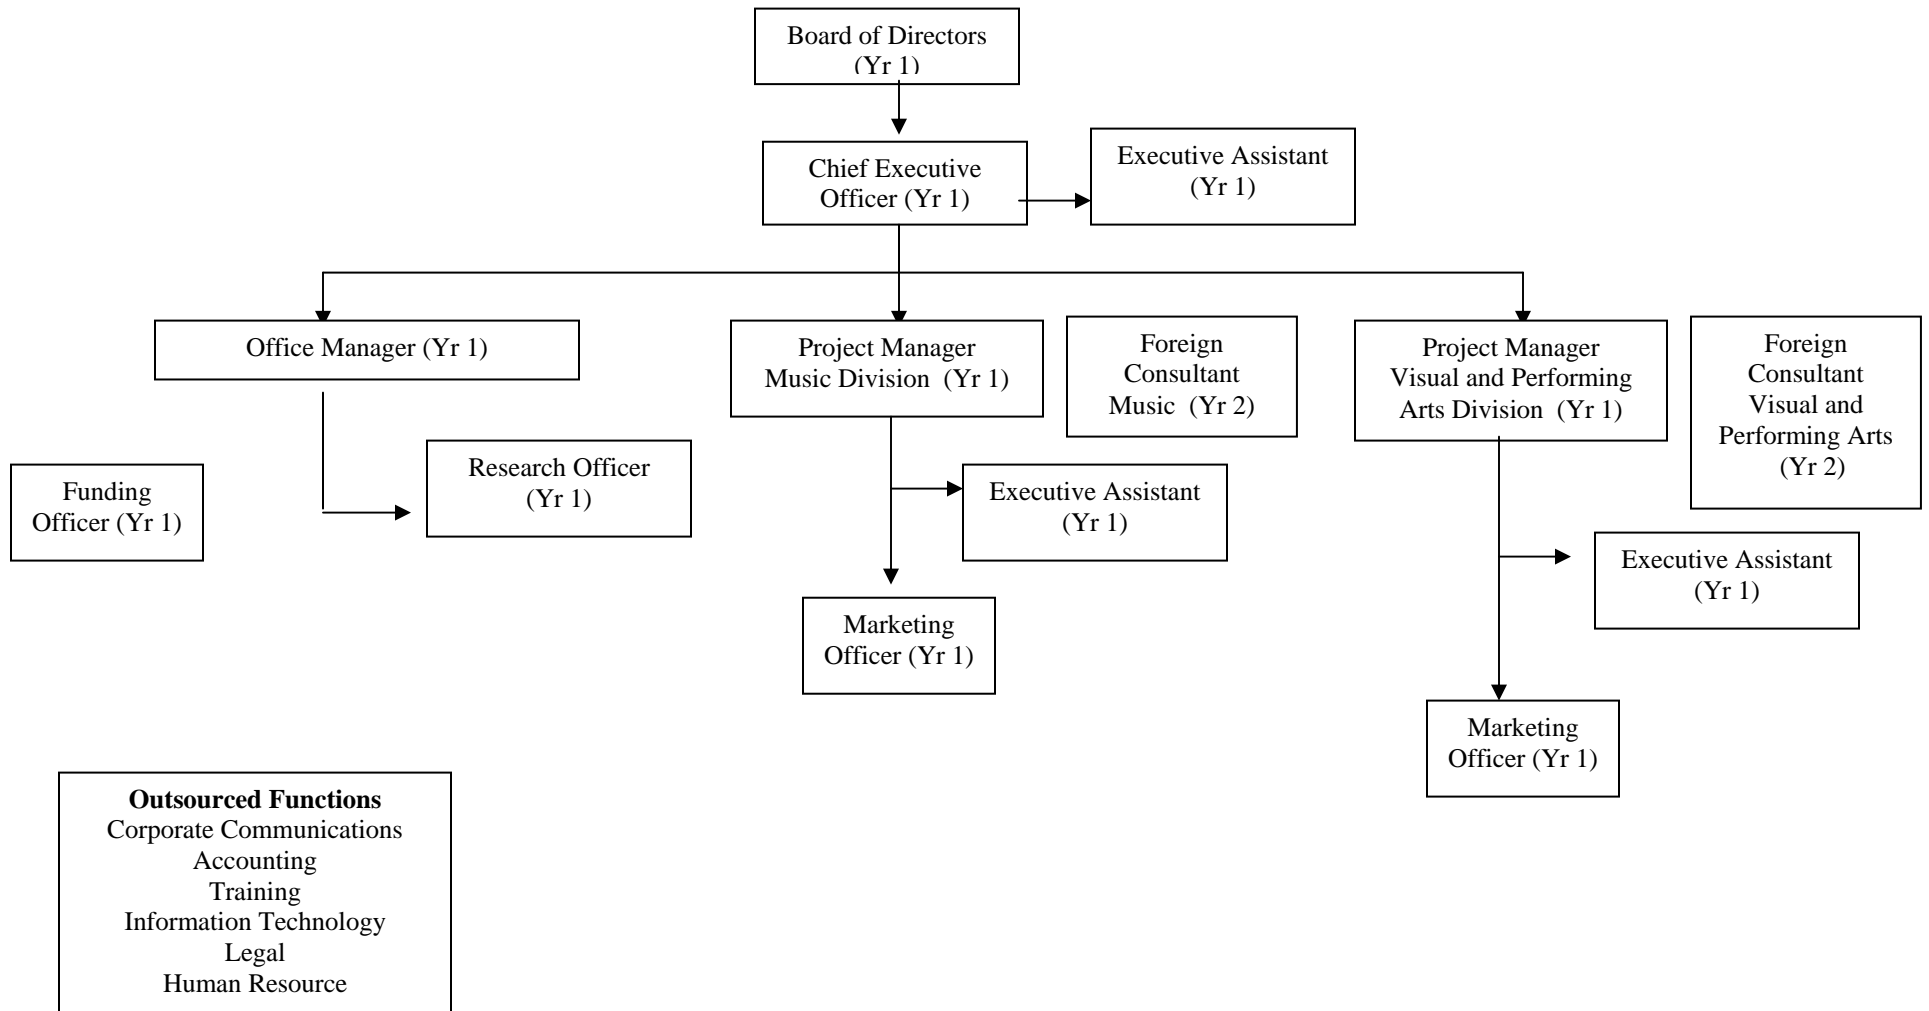 Board of Directors
(Yr 1)
Chief Executive
Officer (Yr 1)
Executive Assistant
(Yr 1)
Office Manager (Yr 1)
Project Manager
Music Division (Yr 1)
Foreign
Consultant
Music (Yr 2)
Project Manager
Visual and Performing
Arts Division (Yr 1)
Foreign
Consultant
Visual and
Performing Arts
(Yr 2)
Funding
Officer (Yr 1)
Research Officer
(Yr 1)
Executive Assistant
(Yr 1)
Executive Assistant
(Yr 1)
Marketing
Officer (Yr 1)
Marketing
Officer (Yr 1)
Outsourced Functions
Corporate Communications
Accounting
Training
Information Technology
Legal
Human Resource